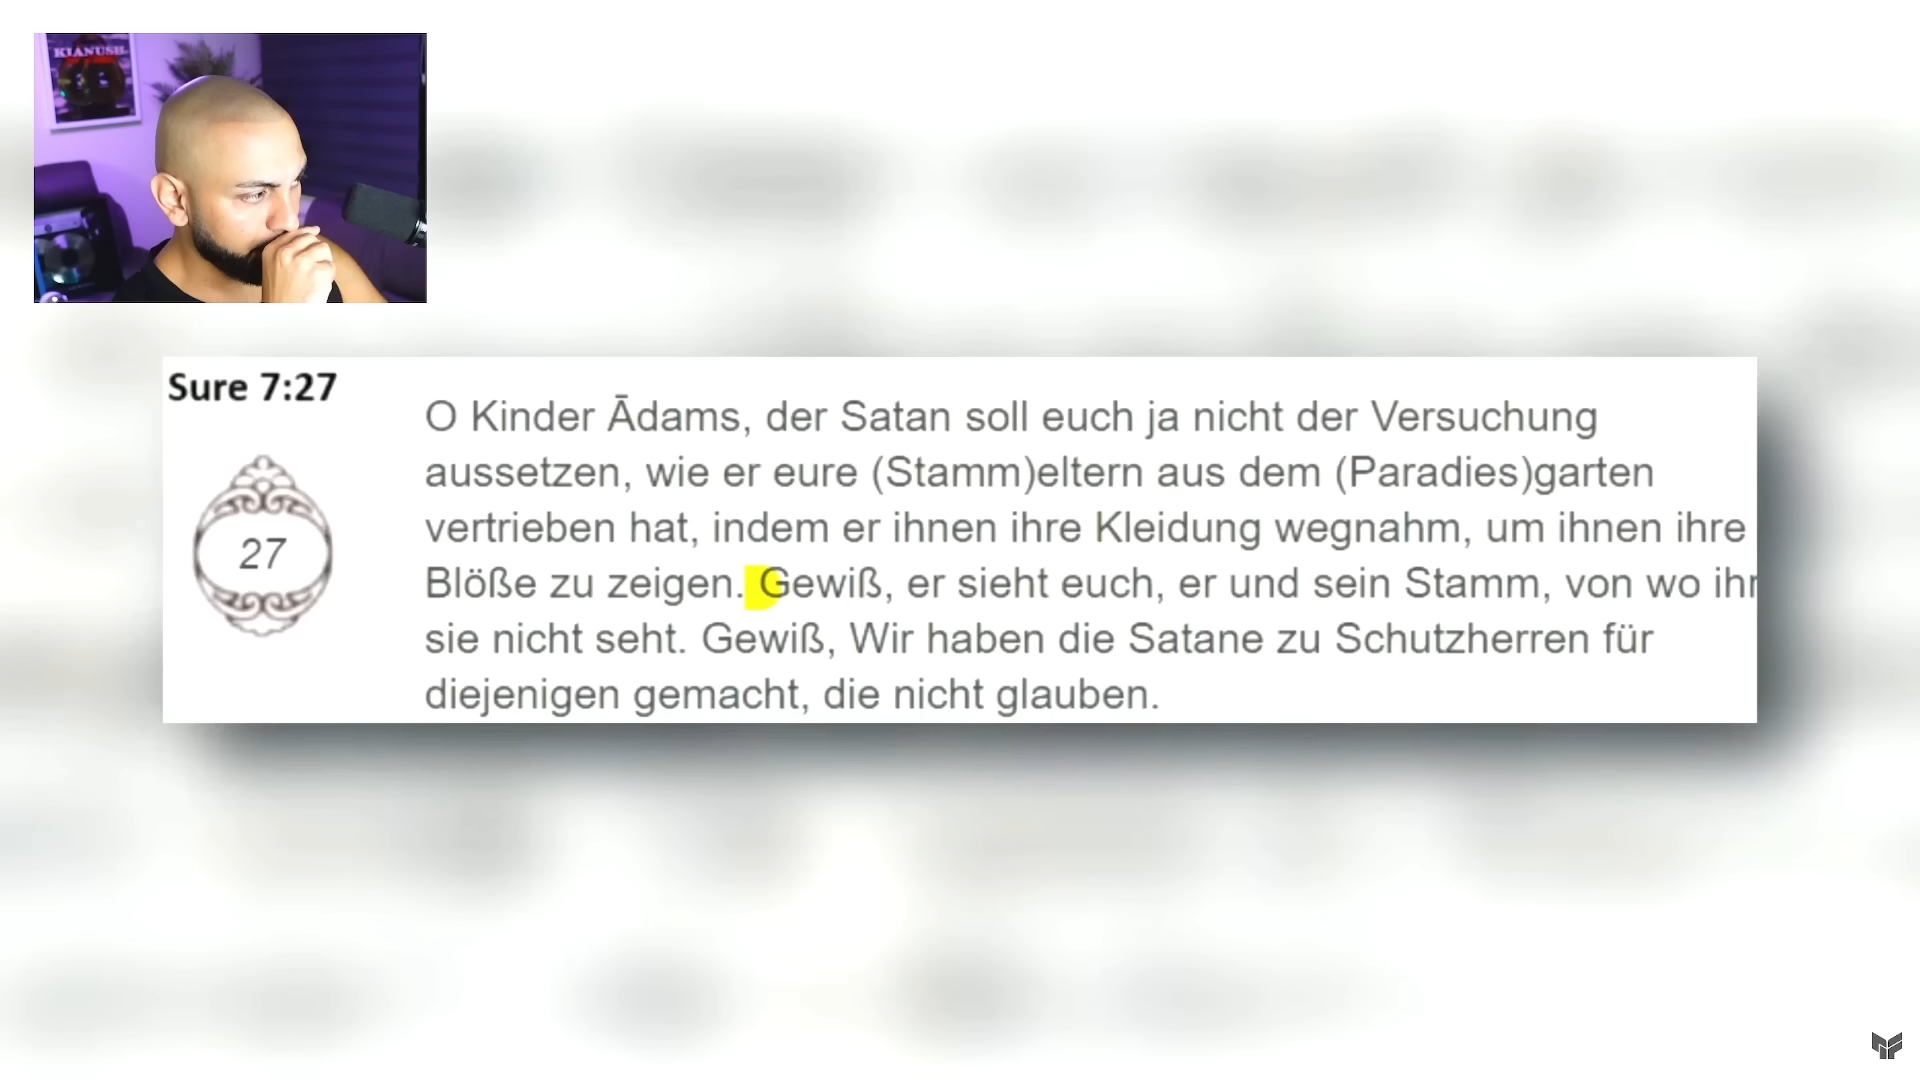 KIANUSH
Sure 7:27
O Kinder Ādams, der Satan soll euch ja nicht der Versuchung
aussetzen, wie er eure (Stamm)eltern aus dem (Paradies)garten
vertrieben hat, indem er ihnen ihre Kleidung wegnahm, um ihnen ihre
27
Blöße zu zeigen. Gewiß, er sieht euch, er und sein Stamm, von wo ihr
sie nicht seht. Gewiß, Wir haben die Satane zu Schutzherren für
diejenigen gemacht, die nicht glauben.